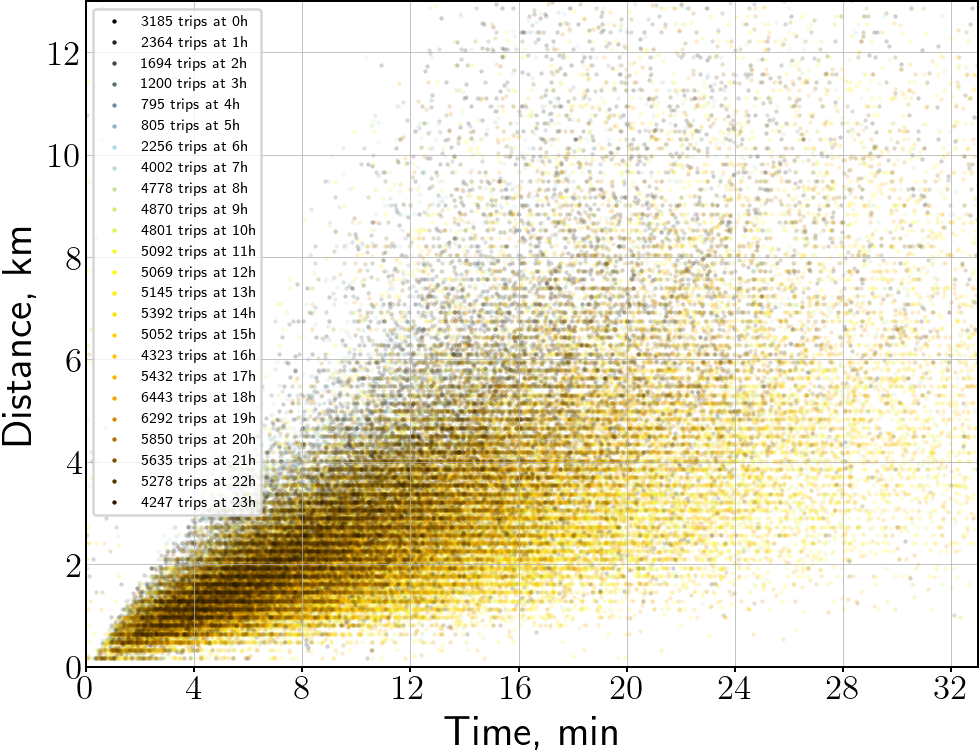 3185 trips at 0h
2364 trips at 1h
1694 trips at 2h
1200 trips at 3h
795 trips at 4h
805 trips at 5h
2256 trips at 6h
4002 trips at 7h
4778 trips at 8h
4870 trips at 9h
4801 trips at 10h
5092 trips at 11h
5069 trips at 12h
5145 trips at 13h
5392 trips at 14h
5052 trips at 15h
4323 trips at 16h
5432 trips at 17h
6443 trips at 18h
6292 trips at 19h
5850 trips at 20h
5635 trips at 21h
5278 trips at 22h
4247 trips at 23h
Distance, km
12
10
8
6
4
2
0
0 4 8 12 16 20 24 28 32
Time, min